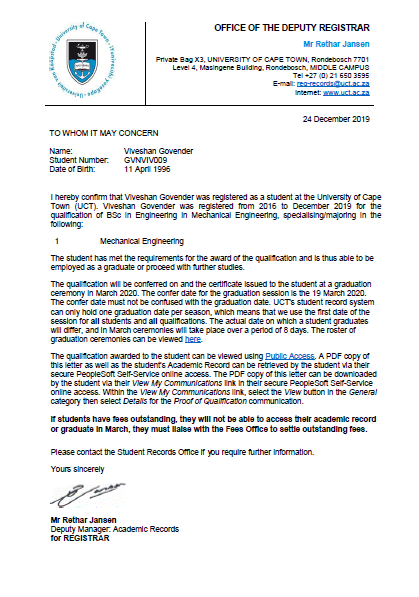 University of Cape Town
OFFICE OF THE DEPUTY REGISTRAR
Mr Rethar Jansen
Private Bag X3, UNIVERSITY OF CAPE TOWN, Rondebosch 7701
Level 4, Masingene Building, Rondebosch, MIDDLE CAMPUS
Tel +27 (0) 21 650 3595
E-mail: reo-records@uct.ac.za
Internet: www.uct.ac.za
24 December 2019
TO WHOM IT MAY CONCERN
Name: Viveshan Govender
Student Number: GVNVIV009
Date of Birth: 11 April 1996
I hereby confirm that Viveshan Govender was registered as a student at the University of Cape
Town (UCT). Viveshan Govender was registered from 2016 to December 2019 for the
qualification of BSc in Engineering in Mechanical Engineering, specialising/majoring in the
following:
1 Mechanical Engineering
The student has met the requirements for the award of the qualification and is thus able to be
employed as a graduate or proceed with further studies.
The qualification will be conferred on and the certificate issued to the student at a graduation
ceremony in March 2020. The confer date for the graduation session is the 19 March 2020.
The confer date must not be confused with the graduation date. UCT's student record system
can only hold one graduation date per season, which means that we use the first date of the
session for all students and all qualifications. The actual date on which a student graduates
will differ, and in March ceremonies will take place over a period of 8 days. The roster of
graduation ceremonies can be viewed here.
The qualification awarded to the student can be viewed using Public Access. A PDF copy of
this letter as well as the student's Academic Record can be retrieved by the student via their
secure PeopleSoft Self-Service online access. The PDF copy of this letter can be downloaded
by the student via their View My Communications link in their secure PeopleSoft Self-Service
online access. Within the View My Communications link, select the View button in the General
category then select Details for the Proof of Qualification communication.
If students have fees outstanding, they will not be able to access their academic record
or graduate in March, they must liaise with the Fees Office to settle outstanding fees.
Please contact the Student Records Office if you require further information.
Yours sincerely
Mr Rethar Jansen
Deputy Manager: Academic Records
for REGISTRAR